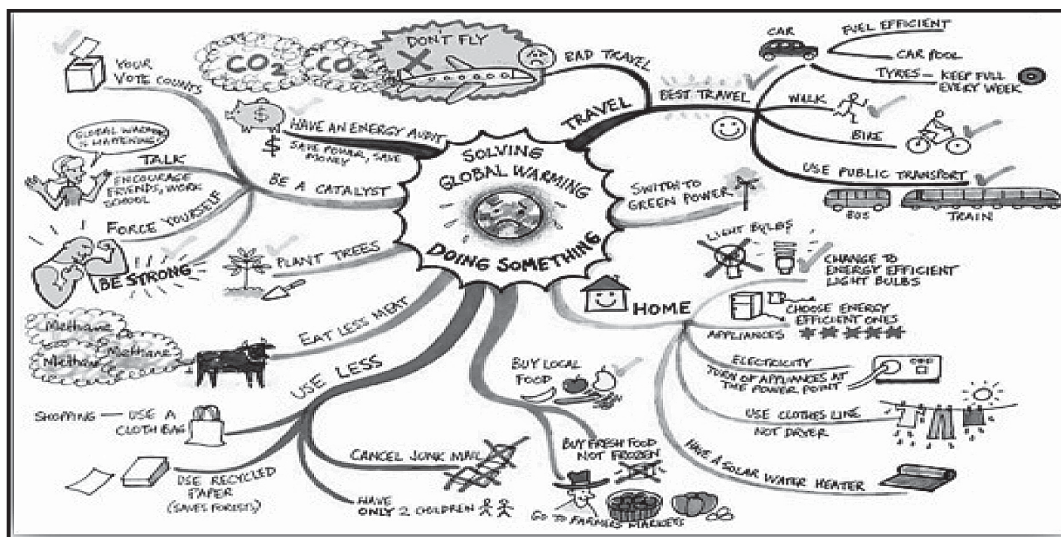 SOLVING
GLOBAL WARMING
DOING SOMETHING
TRAVEL
BAD TRAVEL
DON'T FLY
CO2
CO2
BEST TRAVEL
CAR
FUEL EFFICIENT
CAR POOL
TYRES — KEEP FULL
EVERY WEEK
WALK
BIKE
USE PUBLIC TRANSPORT
BUS
TRAIN
SWITCH TO
GREEN POWER
HOME
LIGHT BULBS
CHANGE TO
ENERGY EFFICIENT
LIGHT BULBS
CHOOSE ENERGY
EFFICIENT ONES
APPLIANCES
ELECTRICITY
TURN OF APPLIANCES AT
THE POWER POINT
USE CLOTHES LINE
NOT DRYER
HAVE A SOLAR WATER HEATER
BUY LOCAL
FOOD
BUY FRESH FOOD
NOT FROZEN
GO TO FARMERS MARKETS
USE LESS
SHOPPING — USE A
CLOTH BAG
USE RECYCLED
PAPER
(SAVES FORESTS)
CANCEL JUNK MAIL
HAVE
ONLY 2 CHILDREN
EAT LESS MEAT
Methane
Methane
Methane
PLANT TREES
BE A CATALYST
YOUR
VOTE COUNTS
TALK
GLOBAL WARMING
IS HAPPENING!
ENCOURAGE
FRIENDS, WORK
SCHOOL
FORCE YOURSELF
BE STRONG
HAVE AN ENERGY AUDIT
$
$
SAVE POWER, SAVE
MONEY